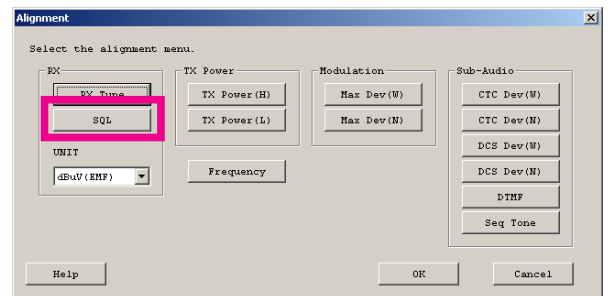 Alignment
Select the alignment menu.
RX
RX Tune
SQL
UNIT
dBuV(EMF)
TX Power
TX Power(H)
TX Power(L)
Frequency
Modulation
Max Dev(W)
Max Dev(N)
Sub-Audio
CTC Dev(W)
CTC Dev(N)
DCS Dev(W)
DCS Dev(N)
DTMF
Seq Tone
Help
OK
Cancel